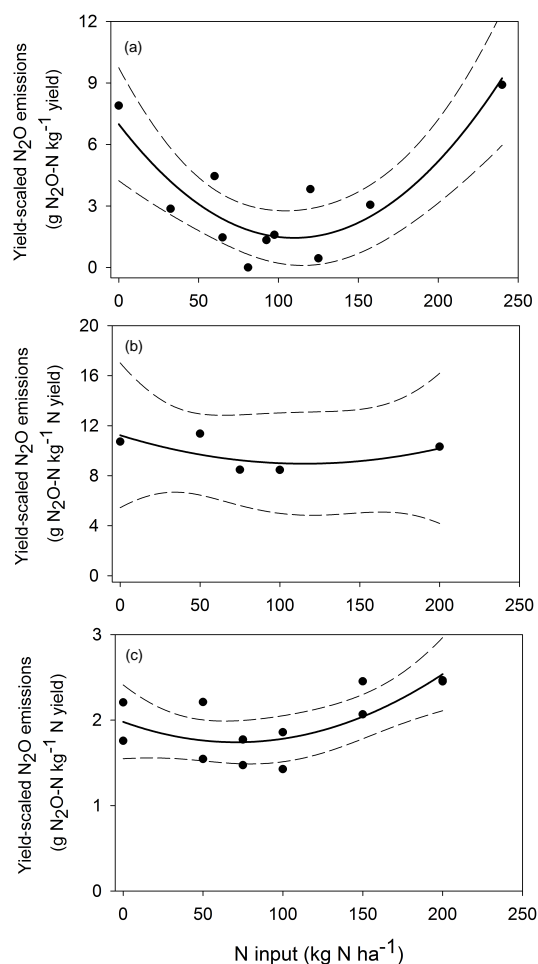 Yield-scaled N₂O emissions
(g N₂O-N kg⁻¹ yield)
(a)
12
9
6
3
0
0 50 100 150 200 250
Yield-scaled N₂O emissions
(g N₂O-N kg⁻¹ N yield)
(b)
20
16
12
8
4
0
0 50 100 150 200 250
Yield-scaled N₂O emissions
(g N₂O-N kg⁻¹ N yield)
(c)
3
2
1
0
0 50 100 150 200 250
N input (kg N ha⁻¹)